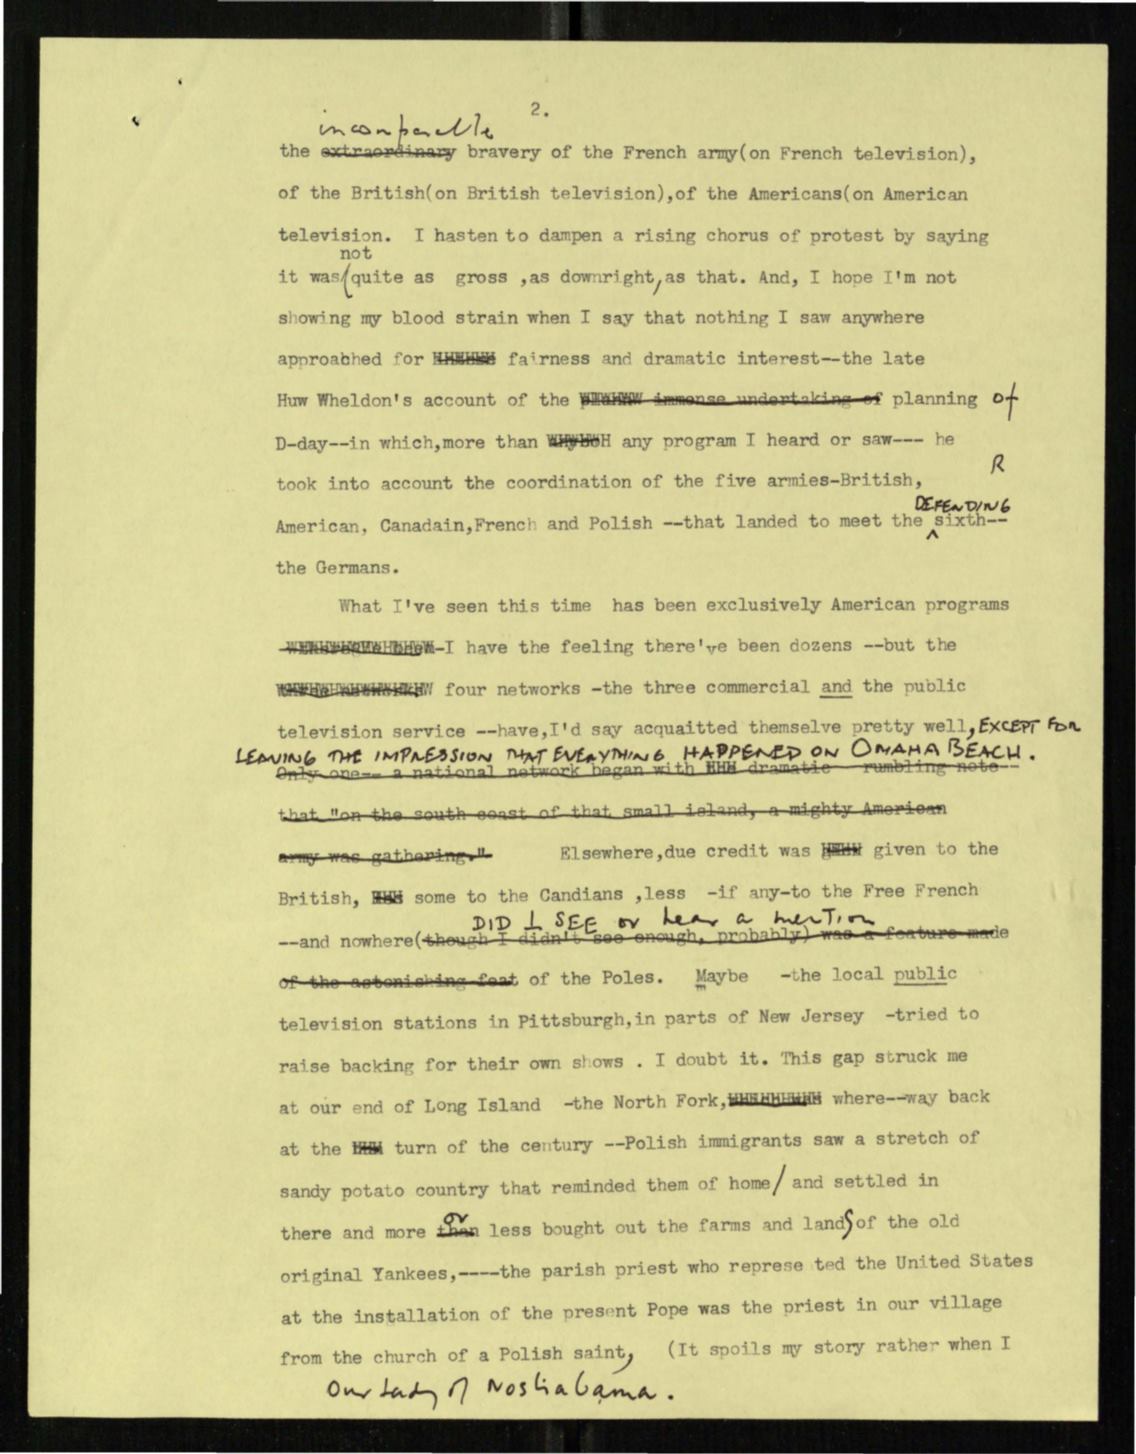 2.
incomparable
the extraordinary bravery of the French army(on French television),
of the British(on British television),of the Americans(on American
television.  I hasten to dampen a rising chorus of protest by saying
not
it was quite as  gross ,as downright,as that. And, I hope I'm not
showing my blood strain when I say that nothing I saw anywhere
approabhed for fairness and dramatic interest--the late
Huw Wheldon's account of the immense undertaking of planning of
D-day--in which,more than any program I heard or saw--- he
R
took into account the coordination of the five armies-British,
DEFENDING
American, Canadain,French and Polish --that landed to meet the sixth--
the Germans.
What I've seen this time  has been exclusively American programs
-I have the feeling there've been dozens --but the
four networks -the three commercial and the public
television service --have,I'd say acquaitted themselve pretty well, EXCEPT FOR
LEAVING THE IMPRESSION THAT EVERYTHING HAPPENED ON OMAHA BEACH.
Only one-- a national network began with dramatic  rumbling note--
that "on the south coast of that small island, a mighty American
army was gathering."  Elsewhere,due credit was given to the
British, some to the Candians ,less  -if any-to the Free French
DID I SEE or hear a mention
--and nowhere(though I didn't see enough, probably) was a feature made
of the astonishing feat of the Poles.  Maybe  -the local public
television stations in Pittsburgh,in parts of New Jersey  -tried to
raise backing for their own shows . I doubt it. This gap struck me
at our end of Long Island  -the North Fork, where--way back
at the turn of the century --Polish immigrants saw a stretch of
sandy potato country that reminded them of home/ and settled in
or
there and more than less bought out the farms and lands of the old
original Yankees,----the parish priest who represe ted the United States
at the installation of the present Pope was the priest in our village
from the church of a Polish saint,  (It spoils my story rather when I
Our Lady of